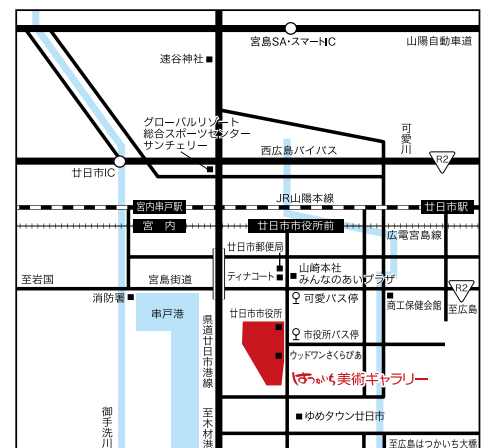 宮島SA・スマートIC
山陽自動車道
速谷神社
グローバルリゾート
総合スポーツセンター
サンチェリー
可愛川
西広島バイパス
R2
廿日市IC
JR山陽本線
宮内串戸駅
廿日市駅
宮内
廿日市市役所前
広電宮島線
廿日市郵便局
ティナコート
山崎本社
みんなのあいプラザ
至岩国
宮島街道
R2
消防署
可愛バス停
商工保健会館
至広島
串戸港
県道廿日市港線
廿日市市役所
市役所バス停
ウッドワンさくらぴあ
はつかいち美術ギャラリー
御手洗川
至木材港
ゆめタウン廿日市
至広島はつかいち大橋